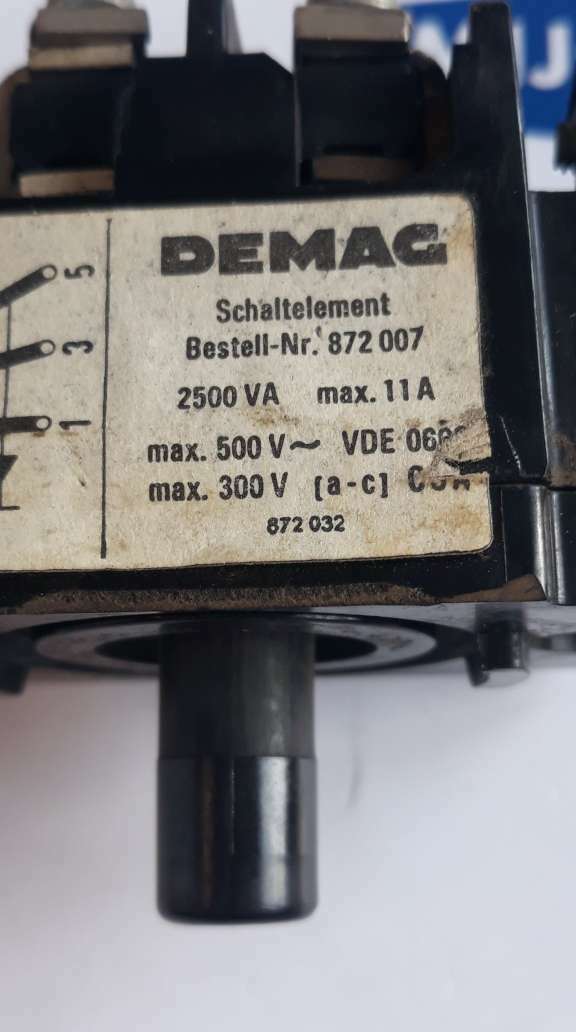 DEMAG
Schaltelement
Bestell-Nr. 872 007
2500 VA max. 11 A
max. 500 V~ VDE
max. 300 V [a-c]
872 032
5
3
1